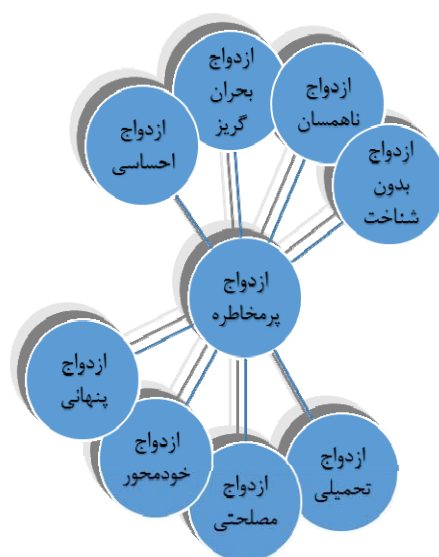 ازدواج
بحران
گریز
ازدواج
ناهمسان
ازدواج
احساسی
ازدواج
بدون
شناخت
ازدواج
پرمخاطره
ازدواج
پنهانی
ازدواج
خودمحور
ازدواج
مصلحتی
ازدواج
تحمیلی